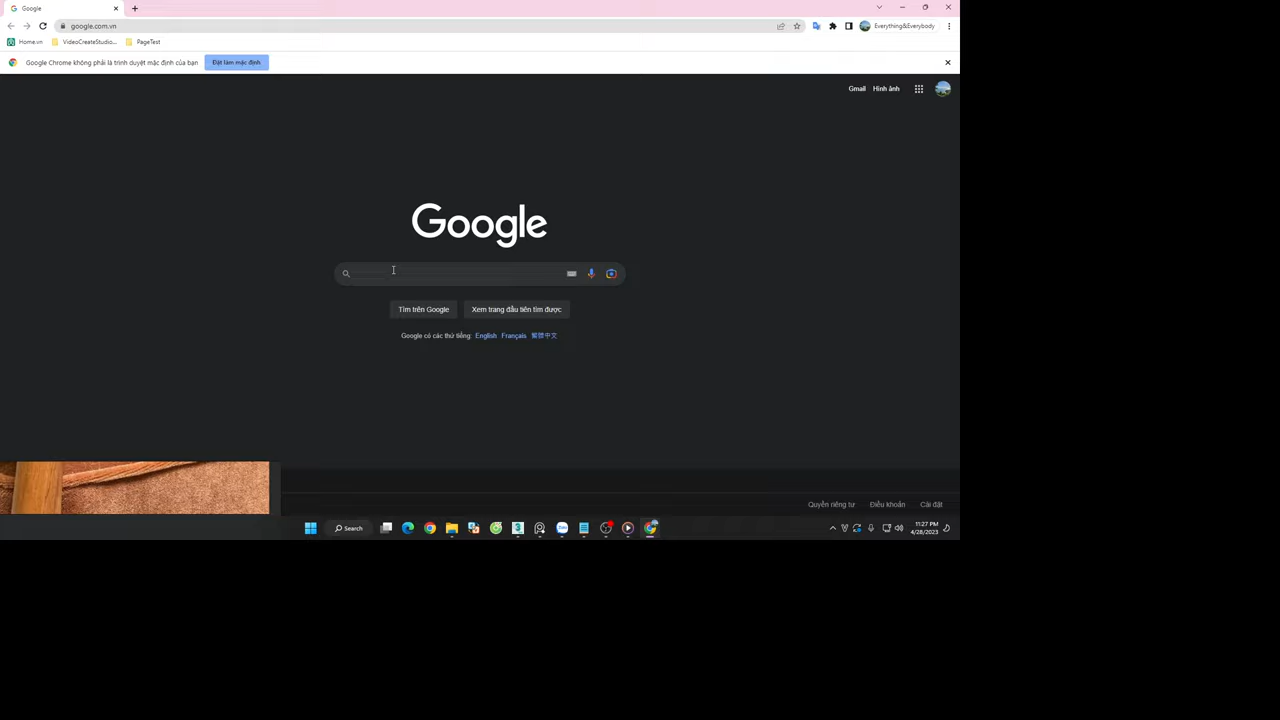 Google
google.com.vn
Everything&Everybody
Home.vn
VideoCreateStudio...
PageTest
Google Chrome không phải là trình duyệt mặc định của bạn
Đặt làm mặc định
Gmail
Hình ảnh
Google
Tìm trên Google
Xem trang đầu tiên tìm được
Google có các thứ tiếng: English Français 繁體中文
Quyền riêng tư
Điều khoản
Cài đặt
Search
11:27 PM
4/28/2023